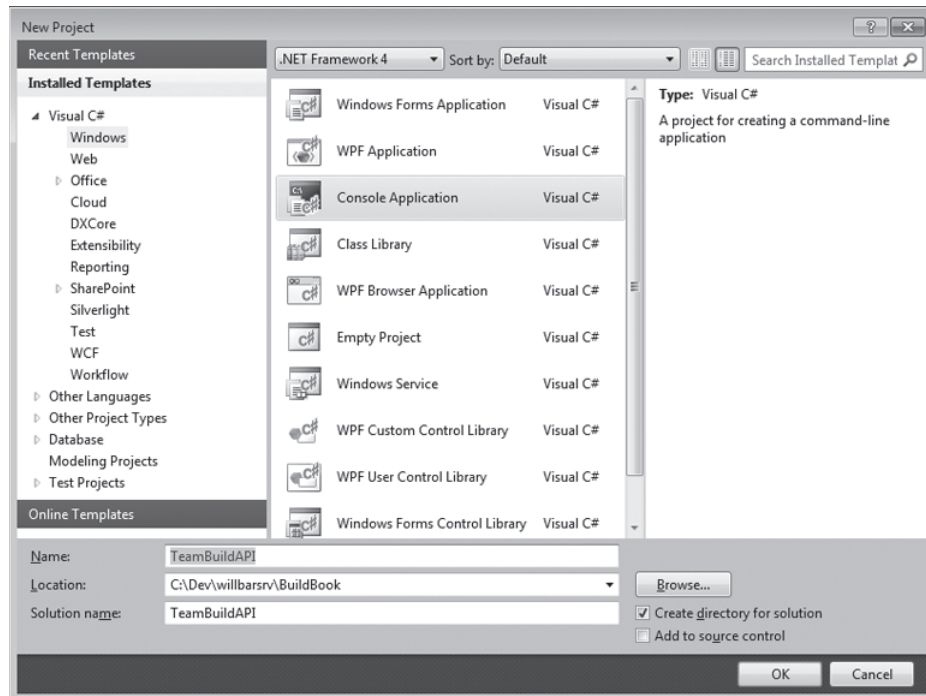 New Project
Recent Templates
.NET Framework 4
Sort by:
Default
Search Installed Templat
Installed Templates
Visual C#
Windows
Web
Office
Cloud
DXCore
Extensibility
Reporting
SharePoint
Silverlight
Test
WCF
Workflow
Other Languages
Other Project Types
Database
Modeling Projects
Test Projects
Online Templates
Windows Forms Application Visual C#
WPF Application Visual C#
Console Application Visual C#
Class Library Visual C#
WPF Browser Application Visual C#
Empty Project Visual C#
Windows Service Visual C#
WPF Custom Control Library Visual C#
WPF User Control Library Visual C#
Windows Forms Control Library Visual C#
Type: Visual C#
A project for creating a command-line
application
Name: TeamBuildAPI
Location: C:\Dev\willbarsrv\BuildBook
Browse...
Solution name: TeamBuildAPI
Create directory for solution
Add to source control
OK
Cancel